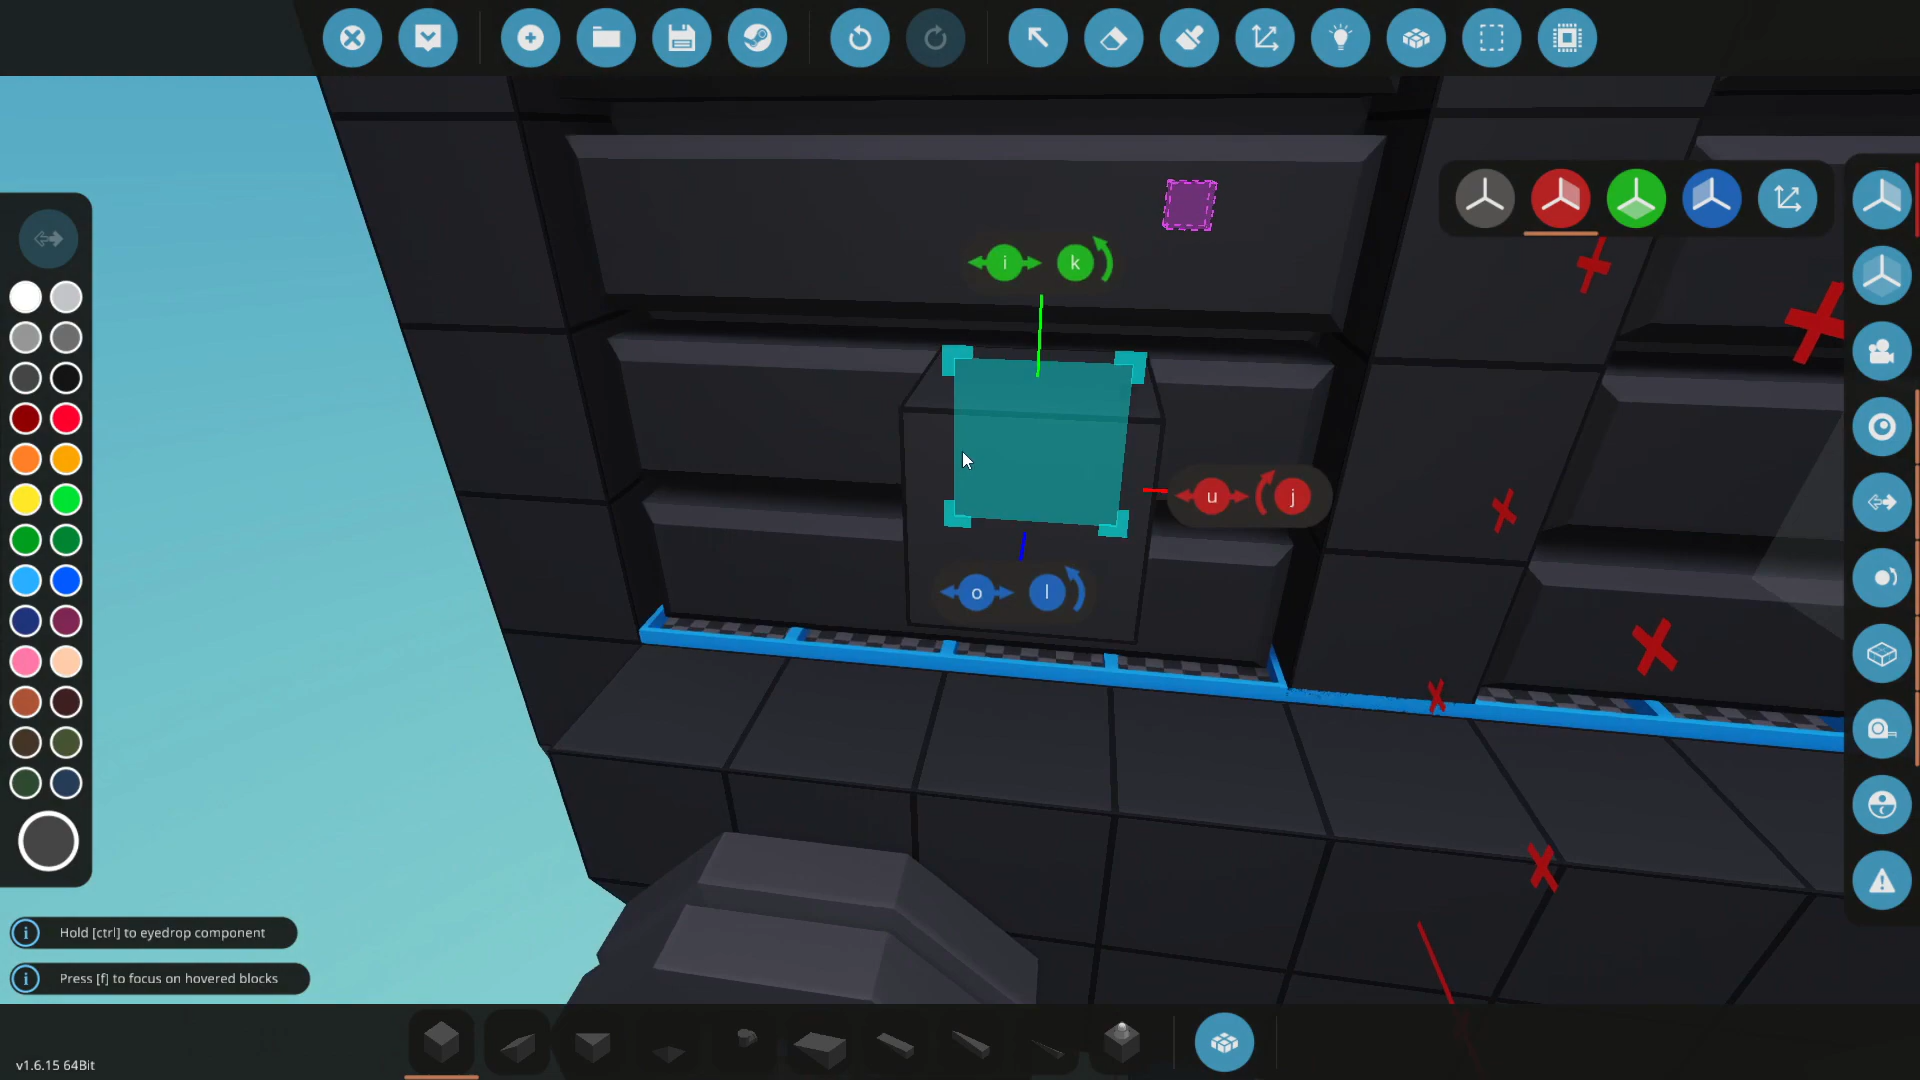 i k
u j
o l
Hold [ctrl] to eyedrop component
Press [f] to focus on hovered blocks
v1.6.15 64Bit